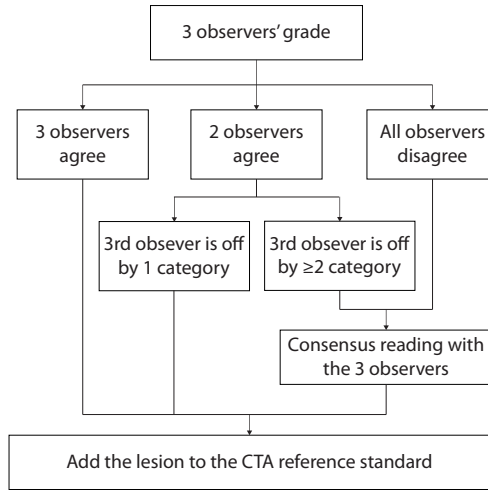 3 observers' grade
3 observers
agree
2 observers
agree
All observers
disagree
3rd obsever is off
by 1 category
3rd obsever is off
by ≥2 category
Consensus reading with
the 3 observers
Add the lesion to the CTA reference standard